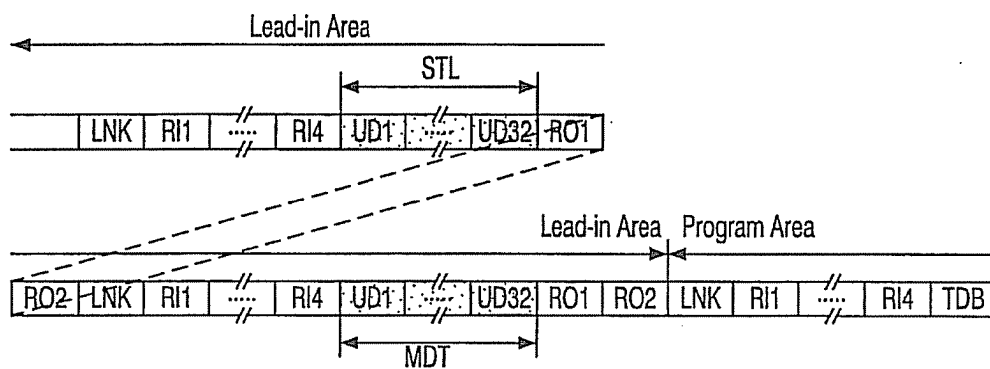 Lead-in Area
STL
LNK RI1 ..... RI4 UD1 ..... UD32 RO1
Lead-in Area Program Area
RO2 LNK RI1 ..... RI4 UD1 ..... UD32 RO1 RO2 LNK RI1 ..... RI4 TDB
MDT